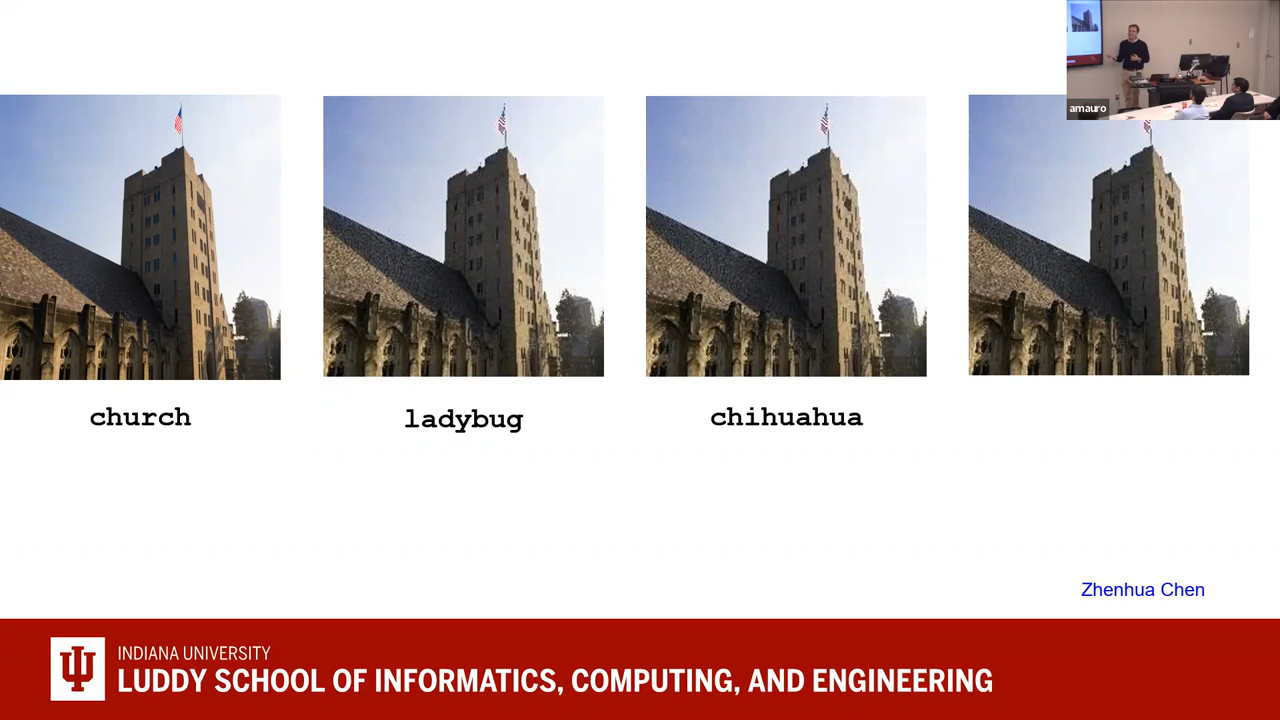 amauro
church
ladybug
chihuahua
Zhenhua Chen
INDIANA UNIVERSITY
LUDDY SCHOOL OF INFORMATICS, COMPUTING, AND ENGINEERING